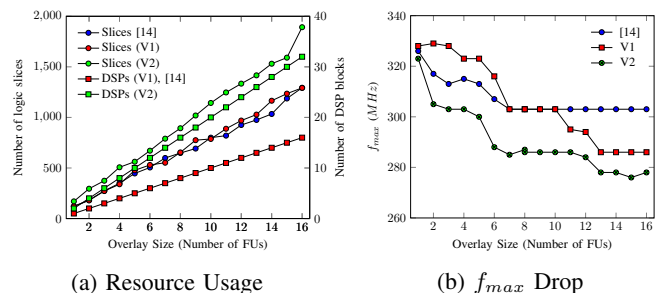 Number of logic slices
2,000
1,500
1,000
500
0
40
30
20
10
0
Number of DSP blocks
Slices [14]
Slices (V1)
Slices (V2)
DSPs (V1), [14]
DSPs (V2)
2 4 6 8 10 12 14 16
Overlay Size (Number of FUs)
(a) Resource Usage
f_max (MHz)
340
320
300
280
260
[14]
V1
V2
0 2 4 6 8 10 12 14 16
Overlay Size (Number of FUs)
(b) f_max Drop